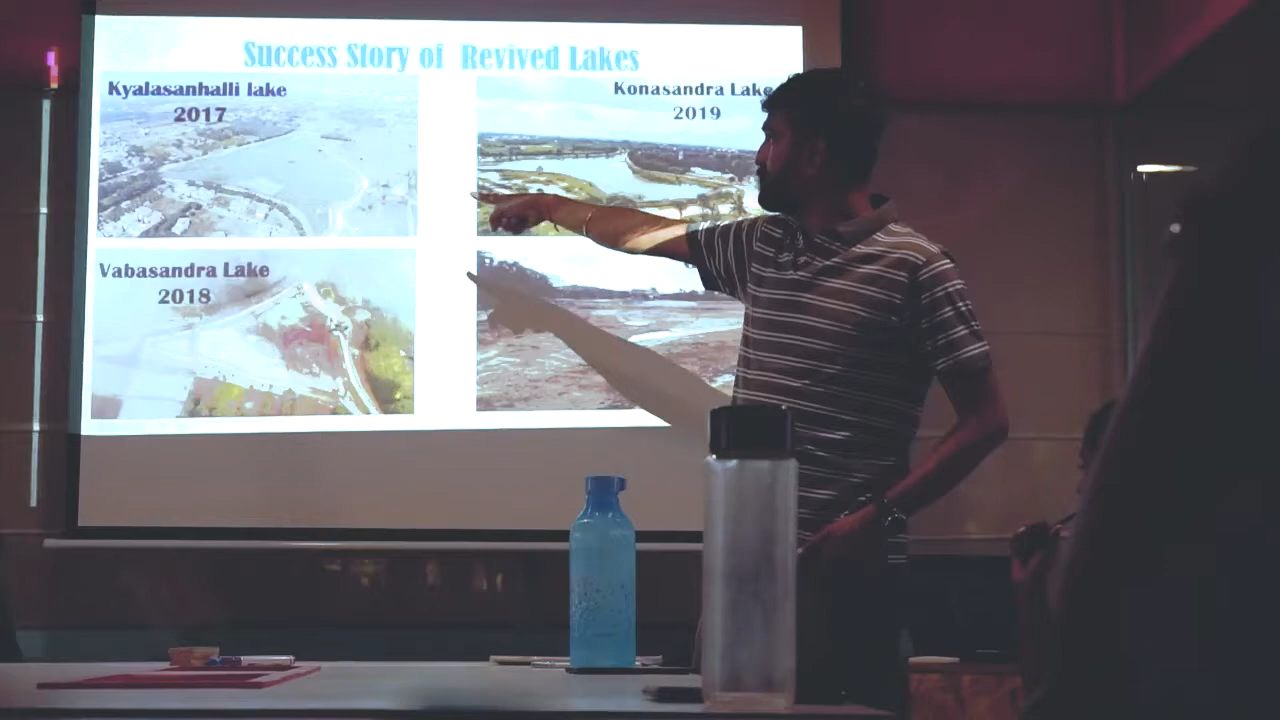 Success Story of Revived Lakes
Kyalasanhalli lake
2017
Konasandra Lake
2019
Vabasandra Lake
2018